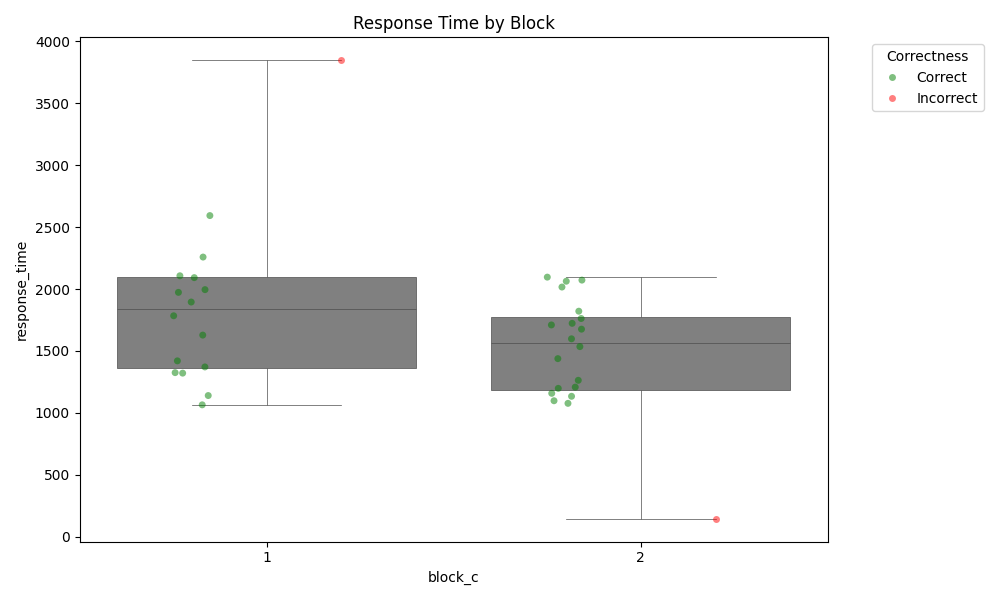 Response Time by Block
Correctness
Correct
Incorrect
response_time
4000
3500
3000
2500
2000
1500
1000
500
0
1
2
block_c